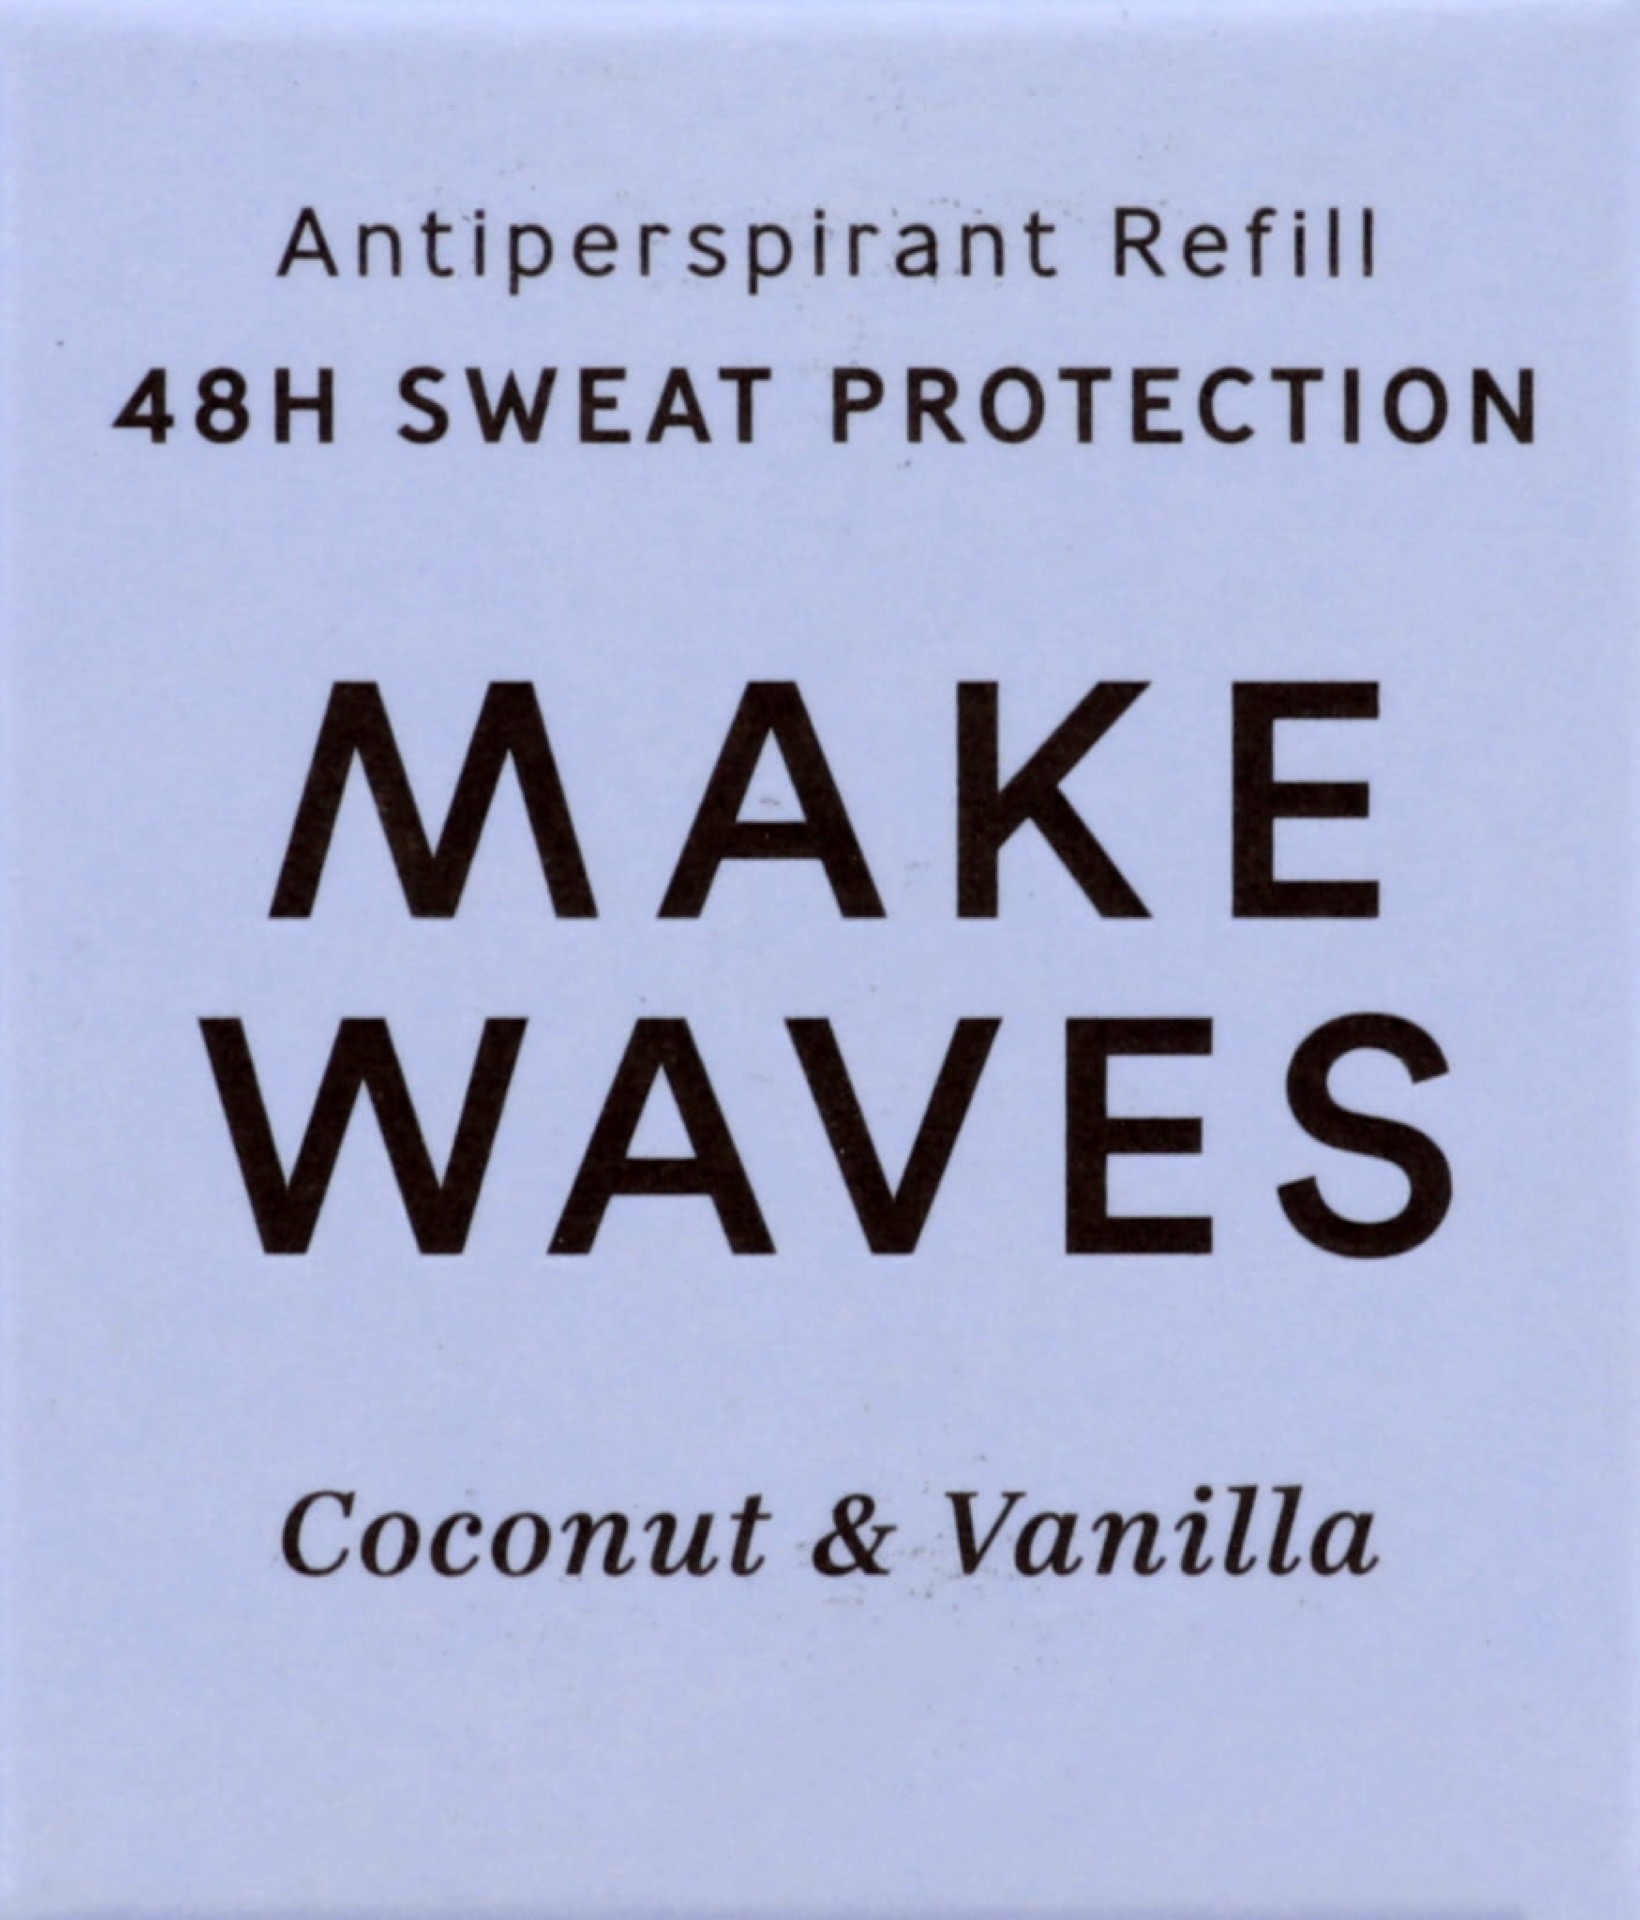 Antiperspirant Refill
48H SWEAT PROTECTION
MAKE
WAVES
Coconut & Vanilla